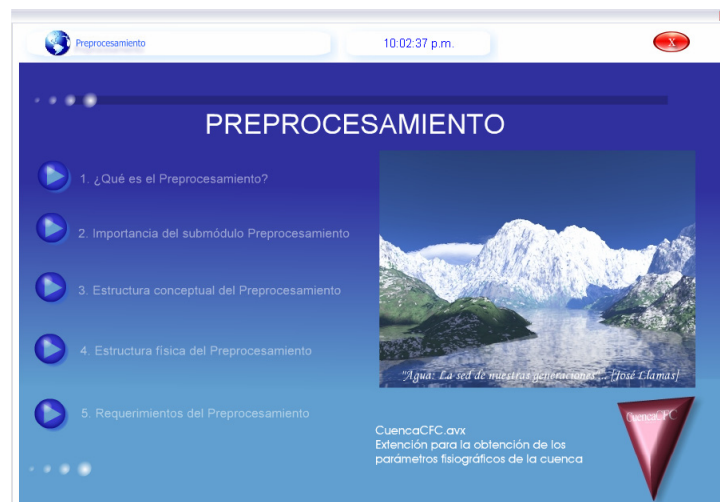 Preprocesamiento
10:02:37 p.m.
X
PREPROCESAMIENTO
1. ¿Qué es el Preprocesamiento?
2. Importancia del submódulo Preprocesamiento
3. Estructura conceptual del Preprocesamiento
4. Estructura física del Preprocesamiento
5. Requerimientos del Preprocesamiento
"Agua: La sed de nuestras generaciones"... [José Llamas]
CuencaCFC.avx
Extención para la obtención de los
parámetros fisiográficos de la cuenca
CuencaCFC